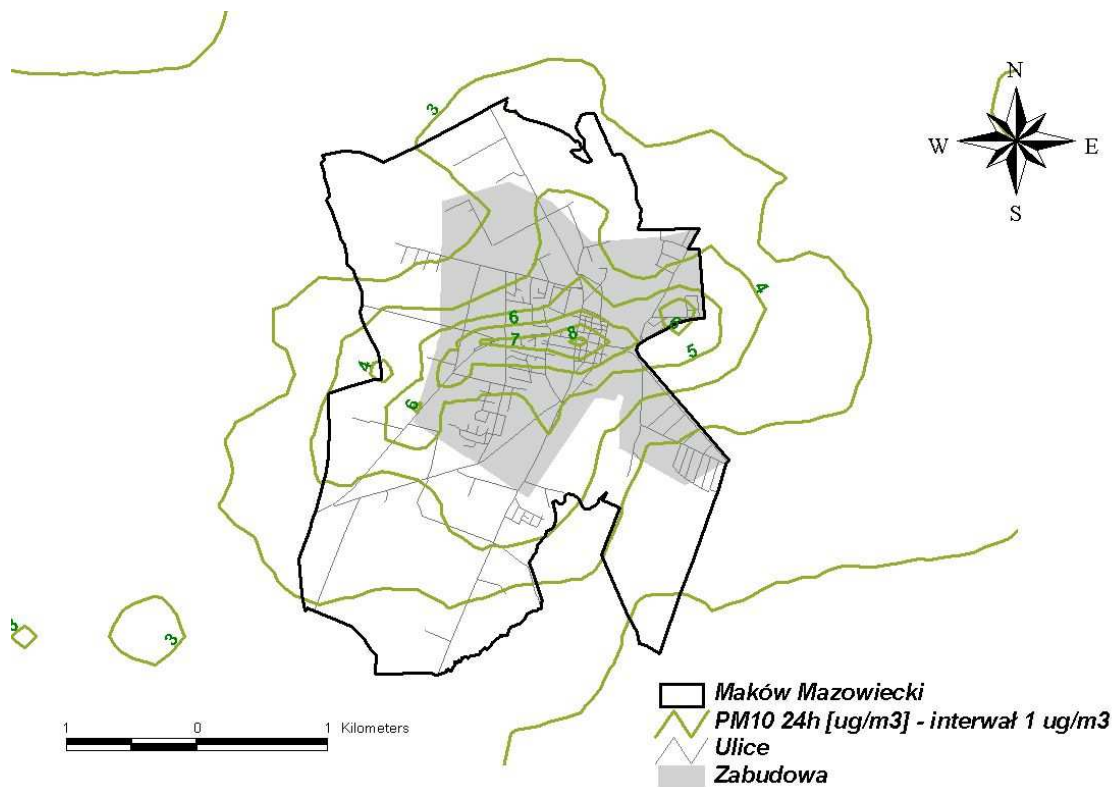 N
W E
S
3
4
6
8
7
6
5
4
6
3
1 0 1 Kilometers
Maków Mazowiecki
PM10 24h [ug/m3] - interwał 1 ug/m3
Ulice
Zabudowa